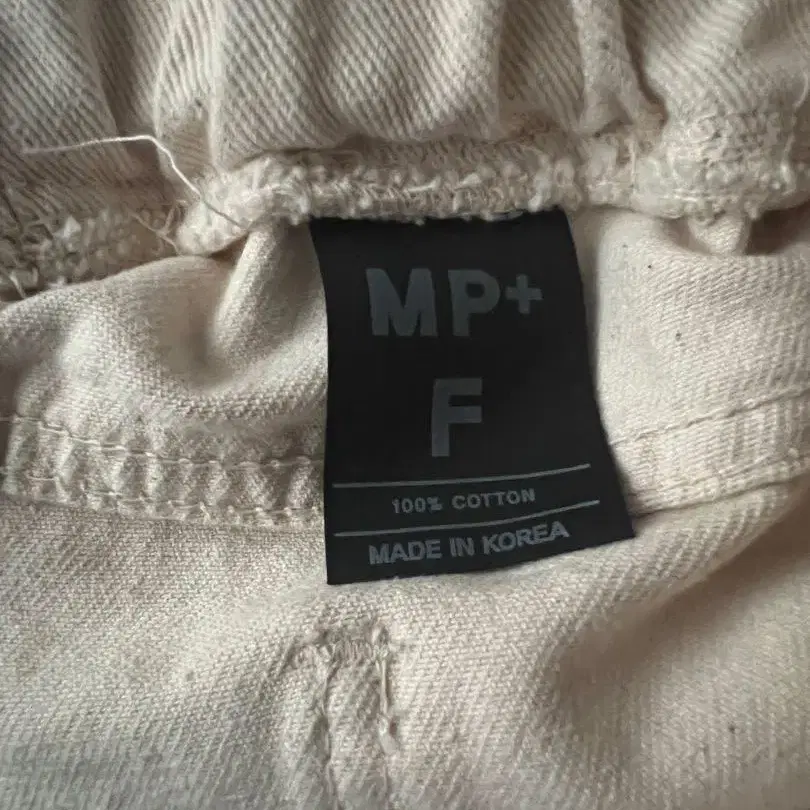 MP+
F
100% COTTON
MADE IN KOREA